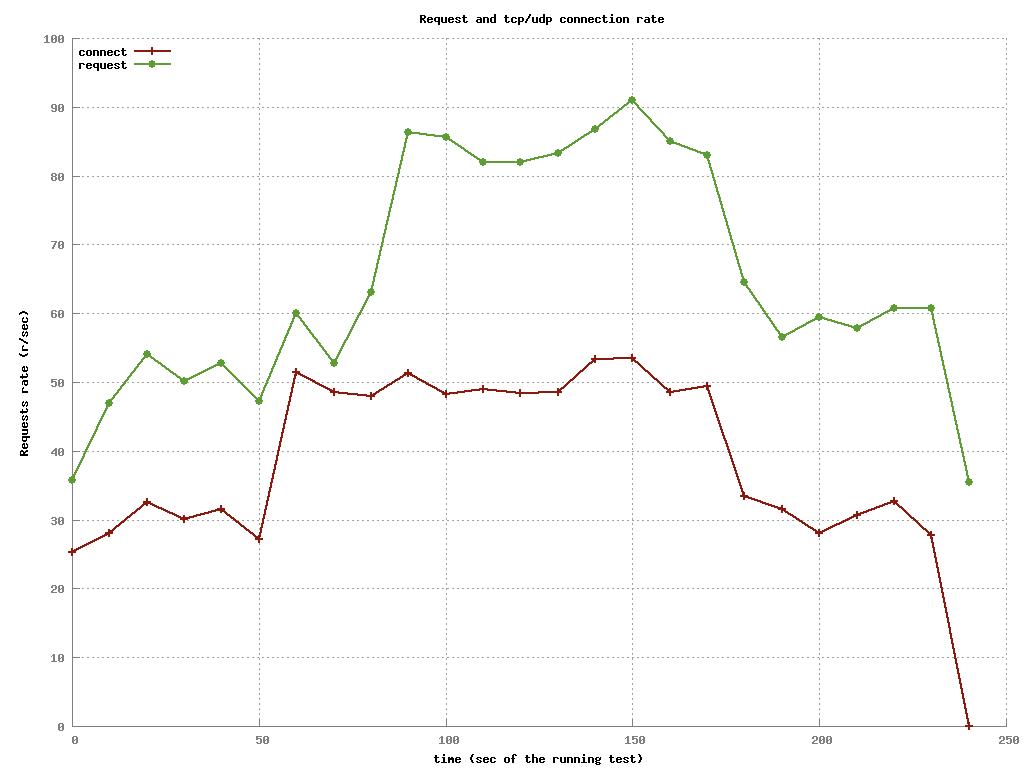 Request and tcp/udp connection rate
connect
request
100
90
80
70
60
50
40
30
20
10
0
Requests rate (r/sec)
0 50 100 150 200 250
time (sec of the running test)